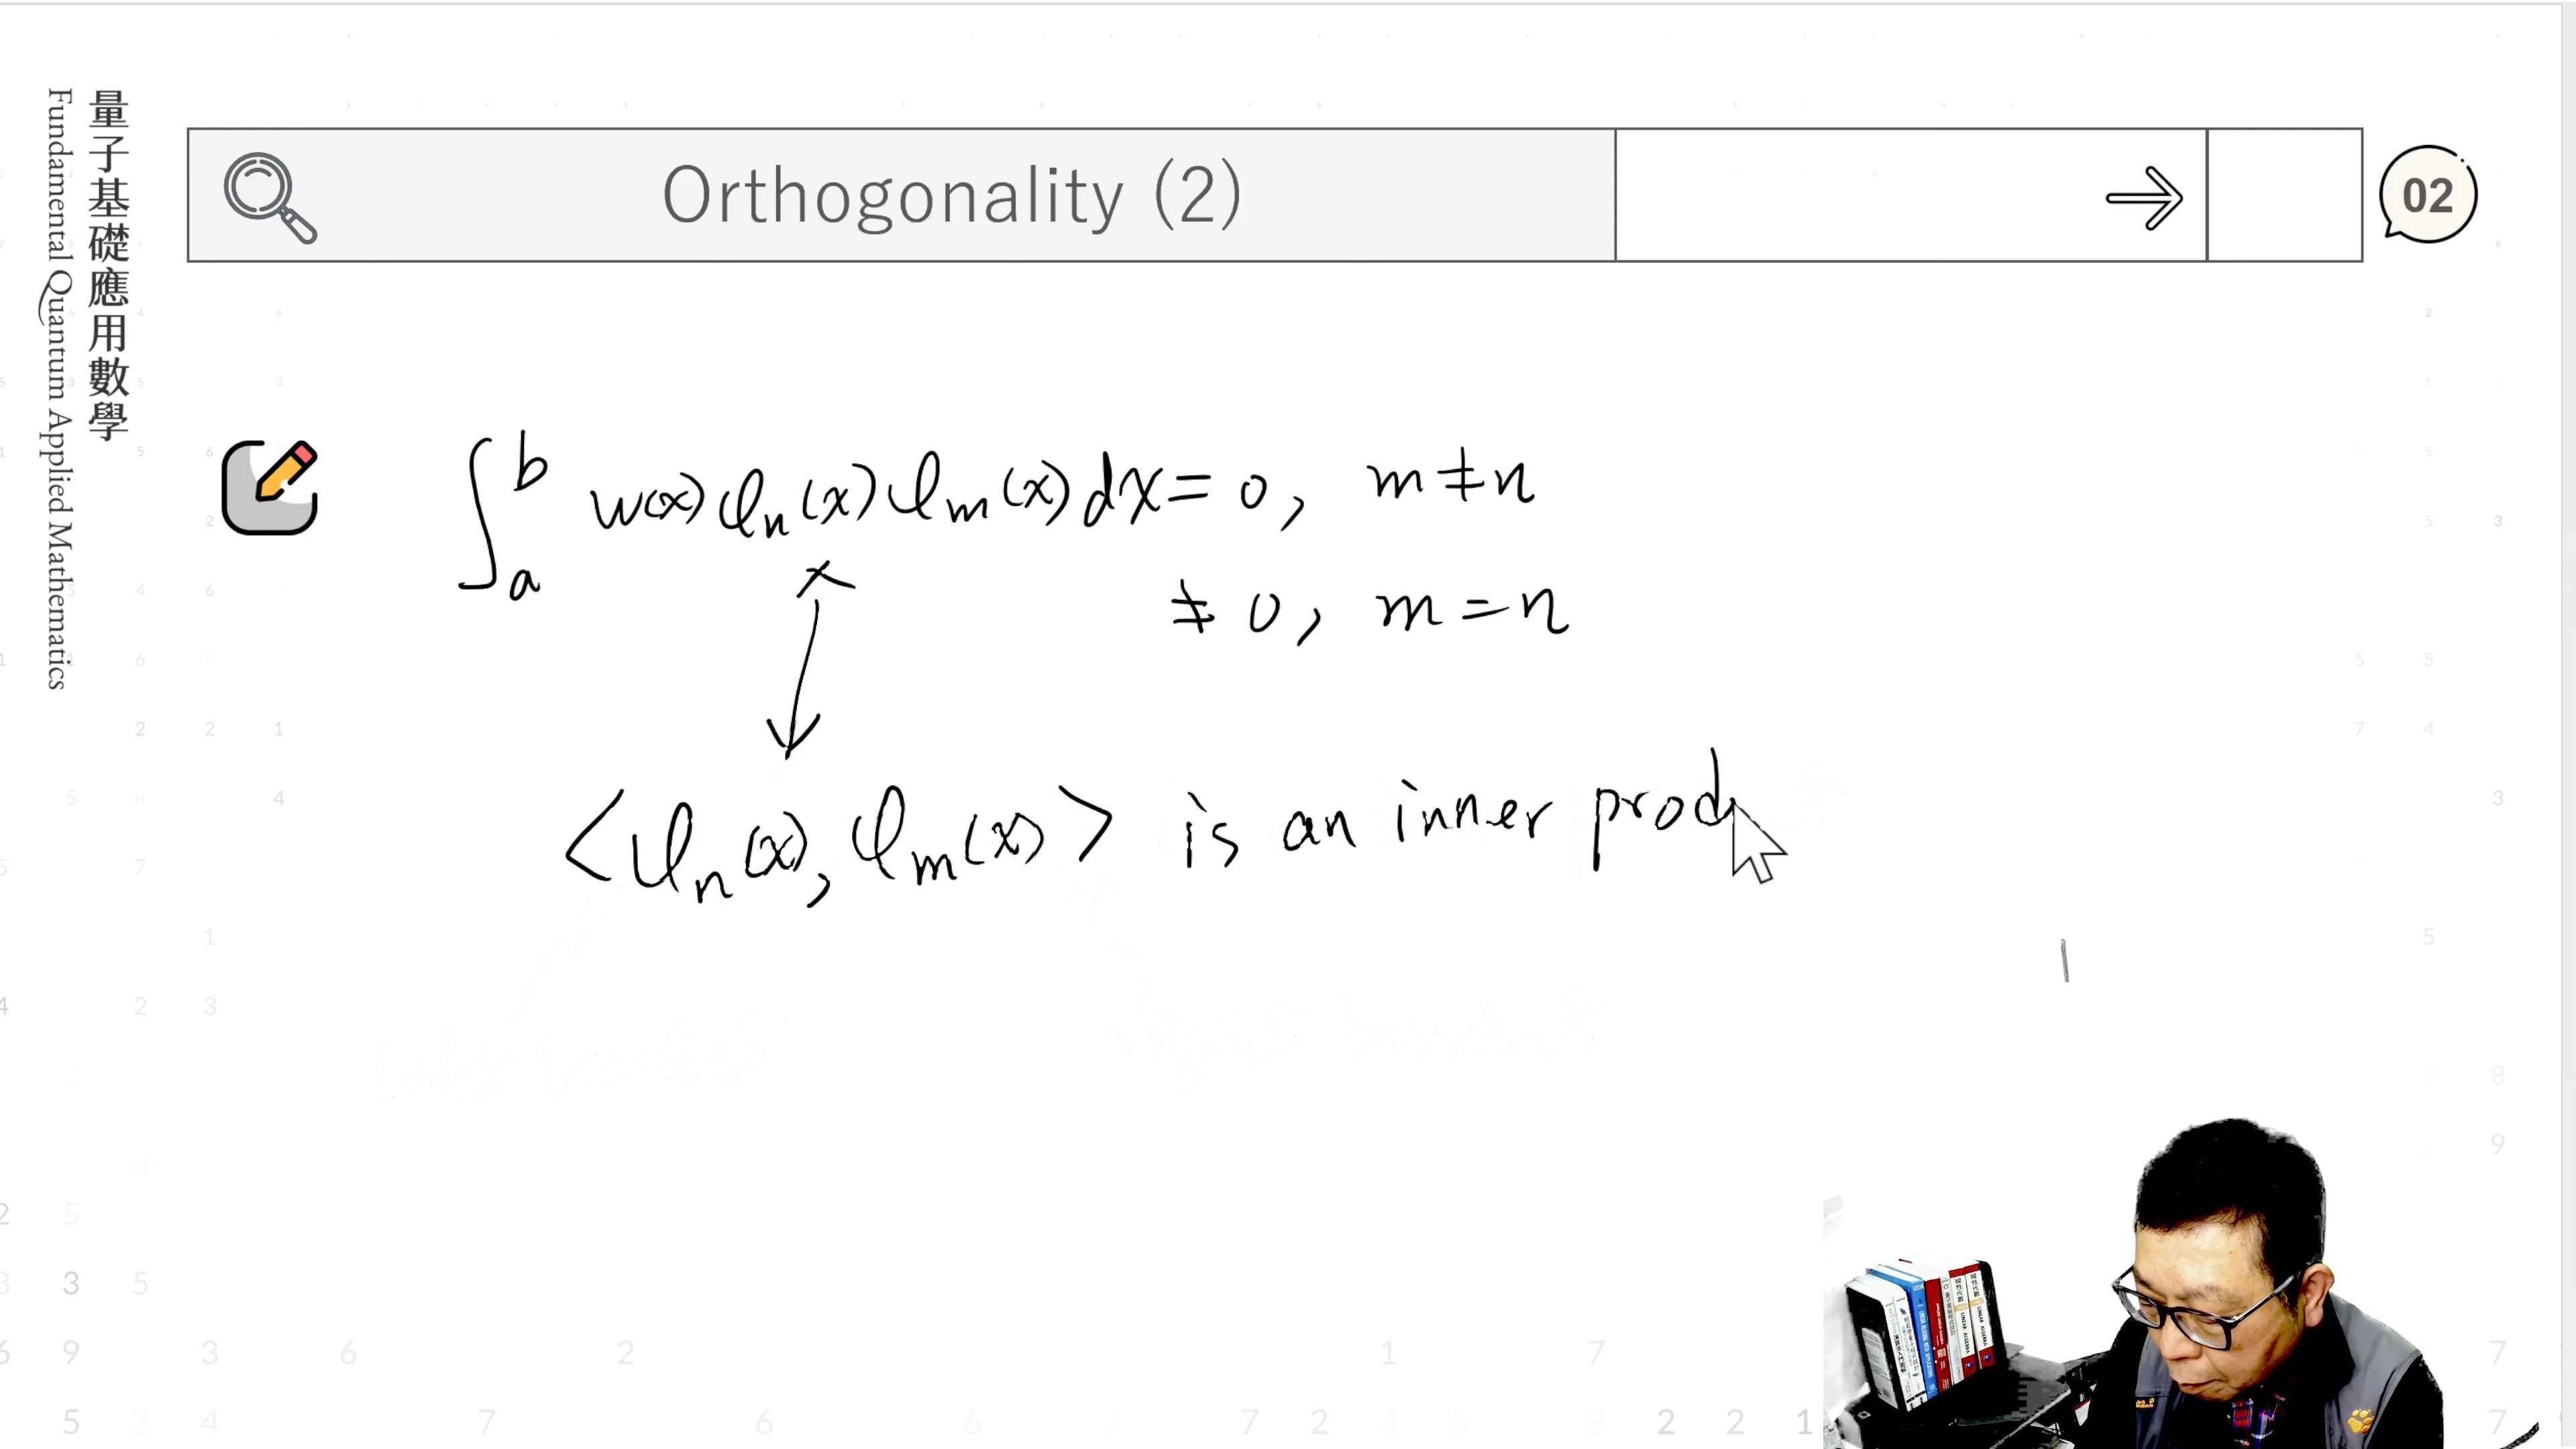 量子基礎應用數學
Fundamental Quantum Applied Mathematics
Orthogonality (2)
02
∫_a^b w(x) φ_n(x) φ_m(x) dx = 0, m ≠ n
≠ 0, m = n
<φ_n(x), φ_m(x)> is an inner prod